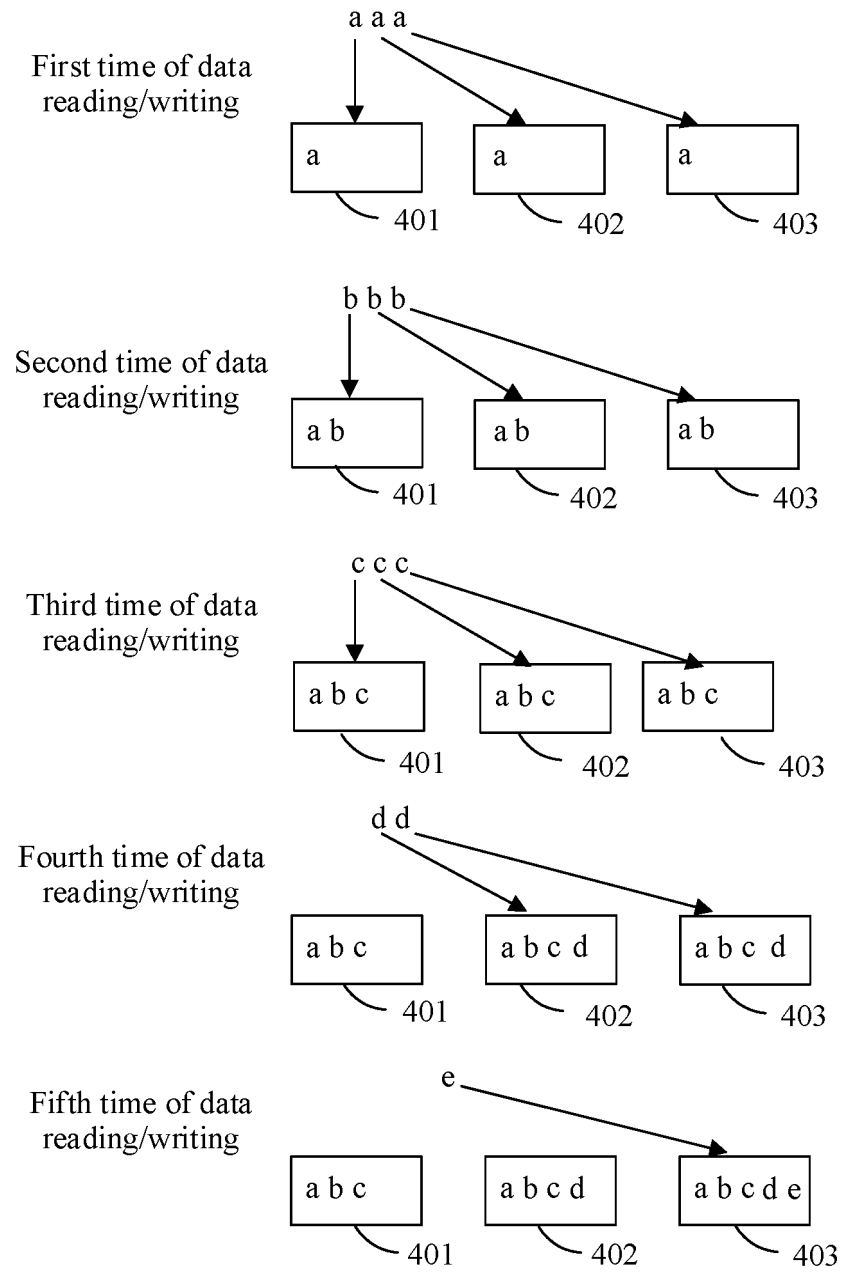 a a a
First time of data
reading/writing
a a a
401 402 403
b b b
Second time of data
reading/writing
a b a b a b
401 402 403
c c c
Third time of data
reading/writing
a b c a b c a b c
401 402 403
d d
Fourth time of data
reading/writing
a b c a b c d a b c d
401 402 403
e
Fifth time of data
reading/writing
a b c a b c d a b c d e
401 402 403